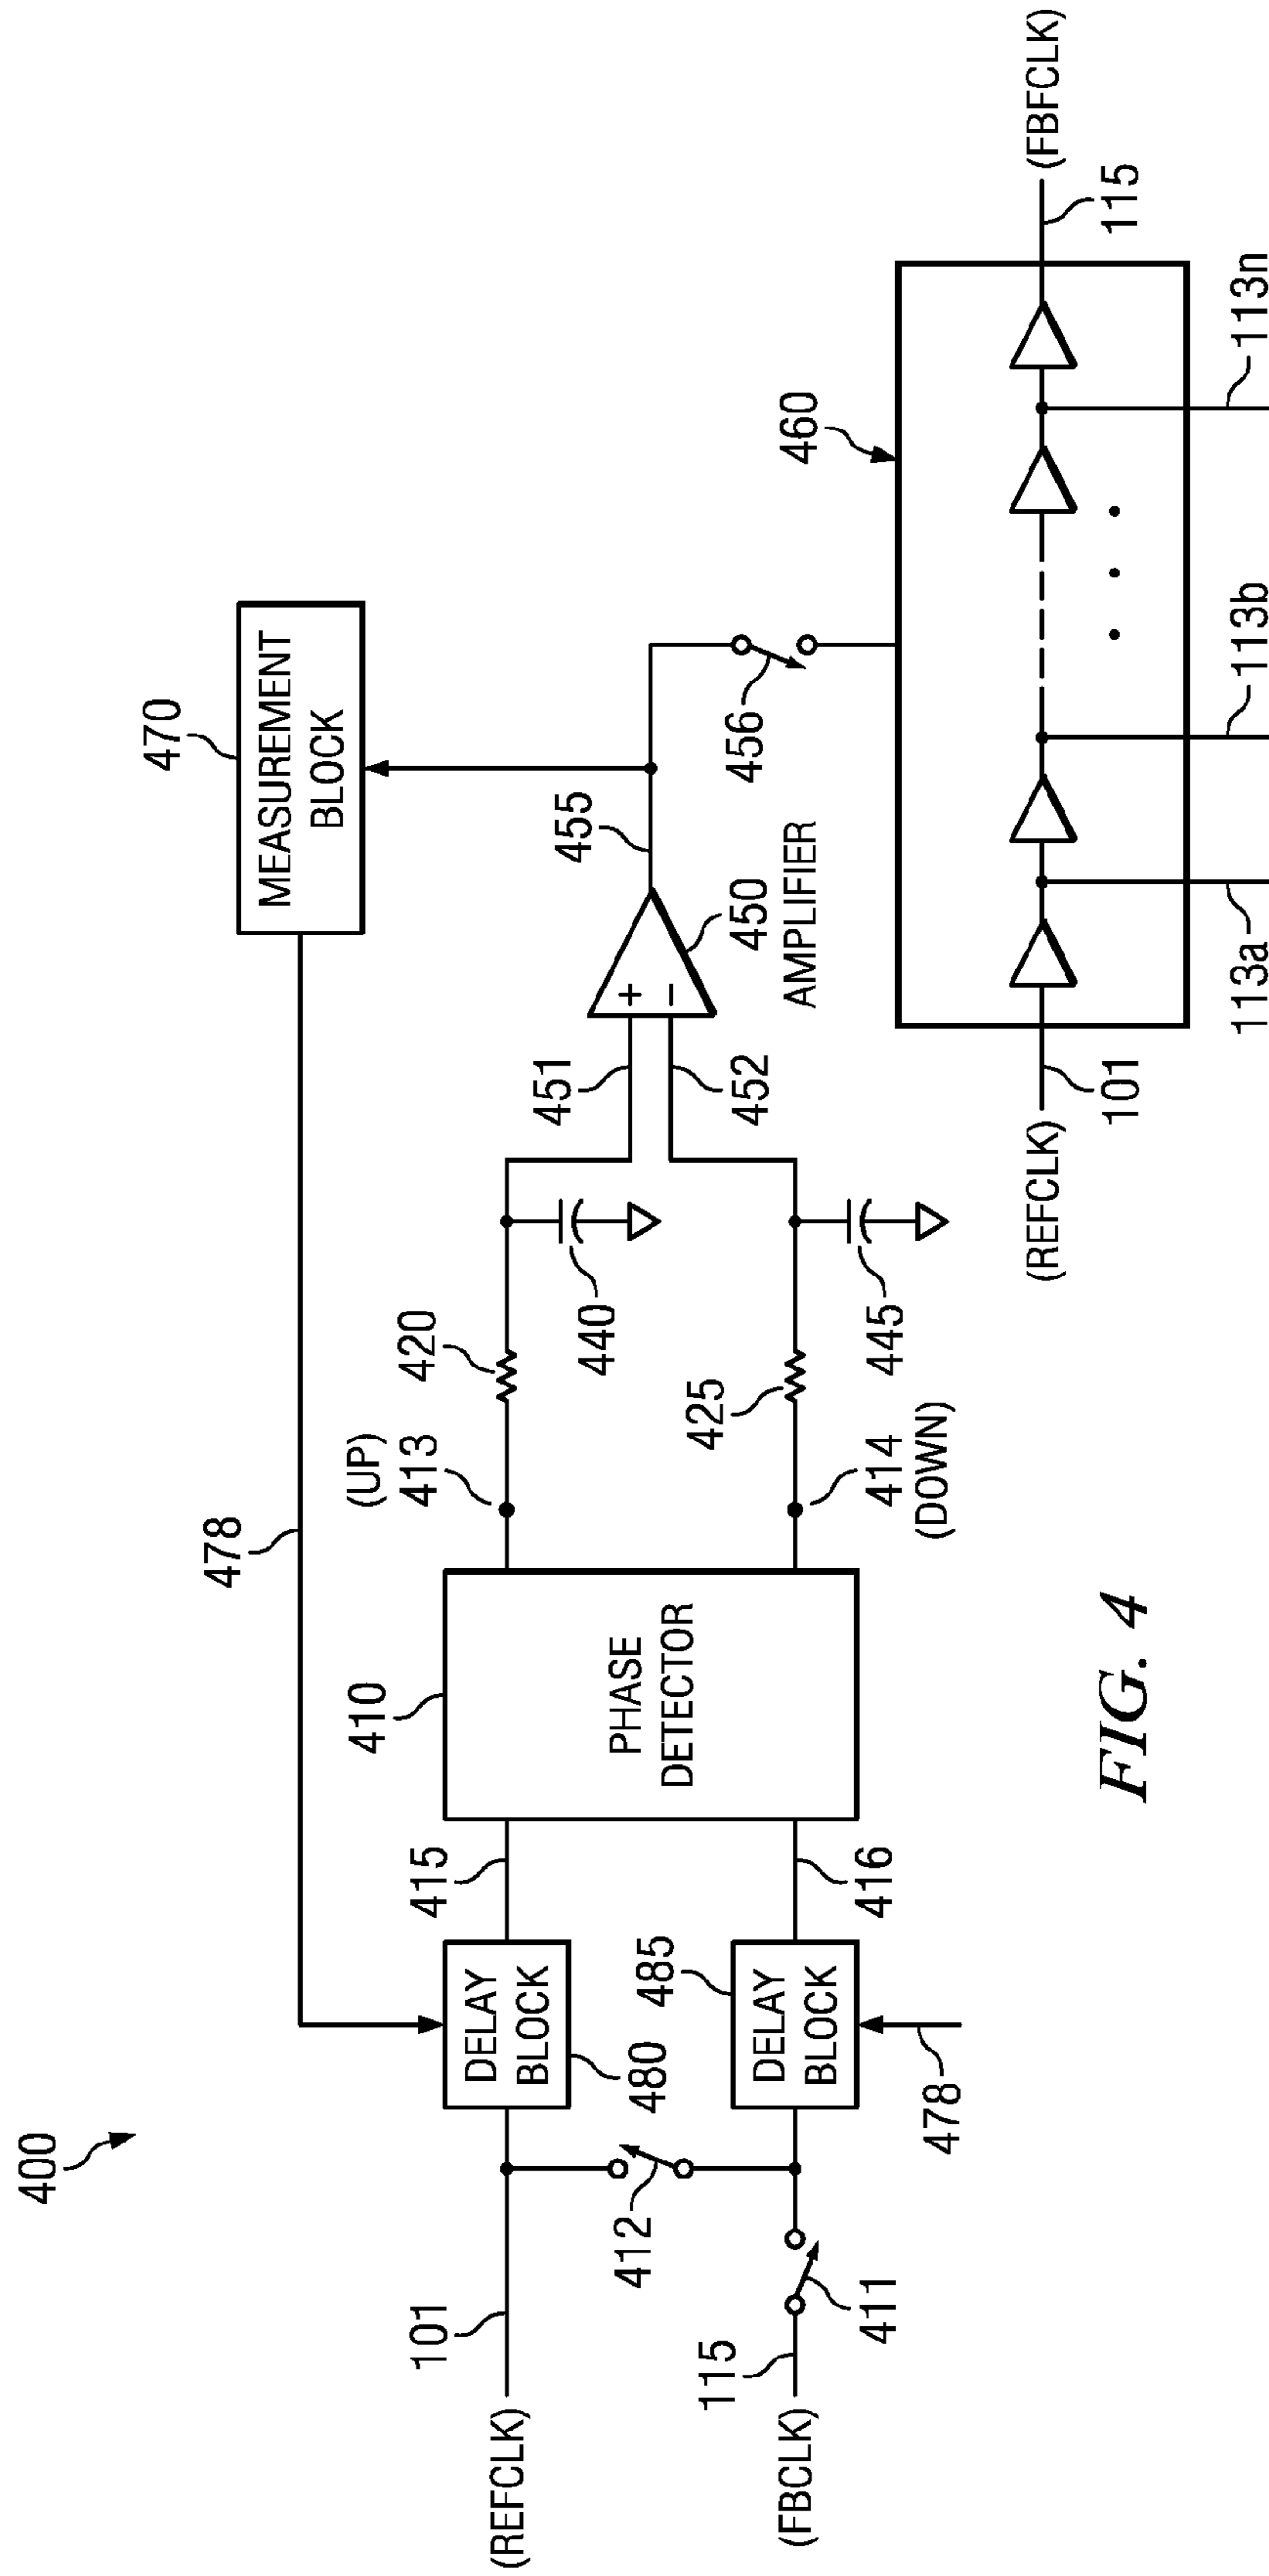 400
478
470
MEASUREMENT
BLOCK
(REFCLK)
101
412
(FBCLK)
115
411
DELAY
BLOCK
480
485
DELAY
BLOCK
478
415
416
410
PHASE
DETECTOR
(UP)
413
414
(DOWN)
420
425
440
445
451
452
455
450
AMPLIFIER
456
460
(REFCLK)
101
113a
113b
• • •
113n
115
(FBFCLK)
FIG. 4